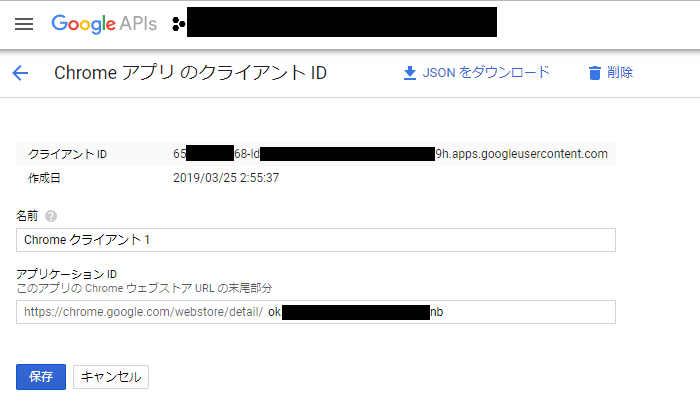 Google APIs
Chrome アプリ のクライアント ID JSON をダウンロード 削除
クライアント ID 65 68-ld 9h.apps.googleusercontent.com
作成日 2019/03/25 2:55:37
名前 ?
Chrome クライアント 1
アプリケーション ID
このアプリの Chrome ウェブストア URL の末尾部分
https://chrome.google.com/webstore/detail/ ok nb
保存 キャンセル